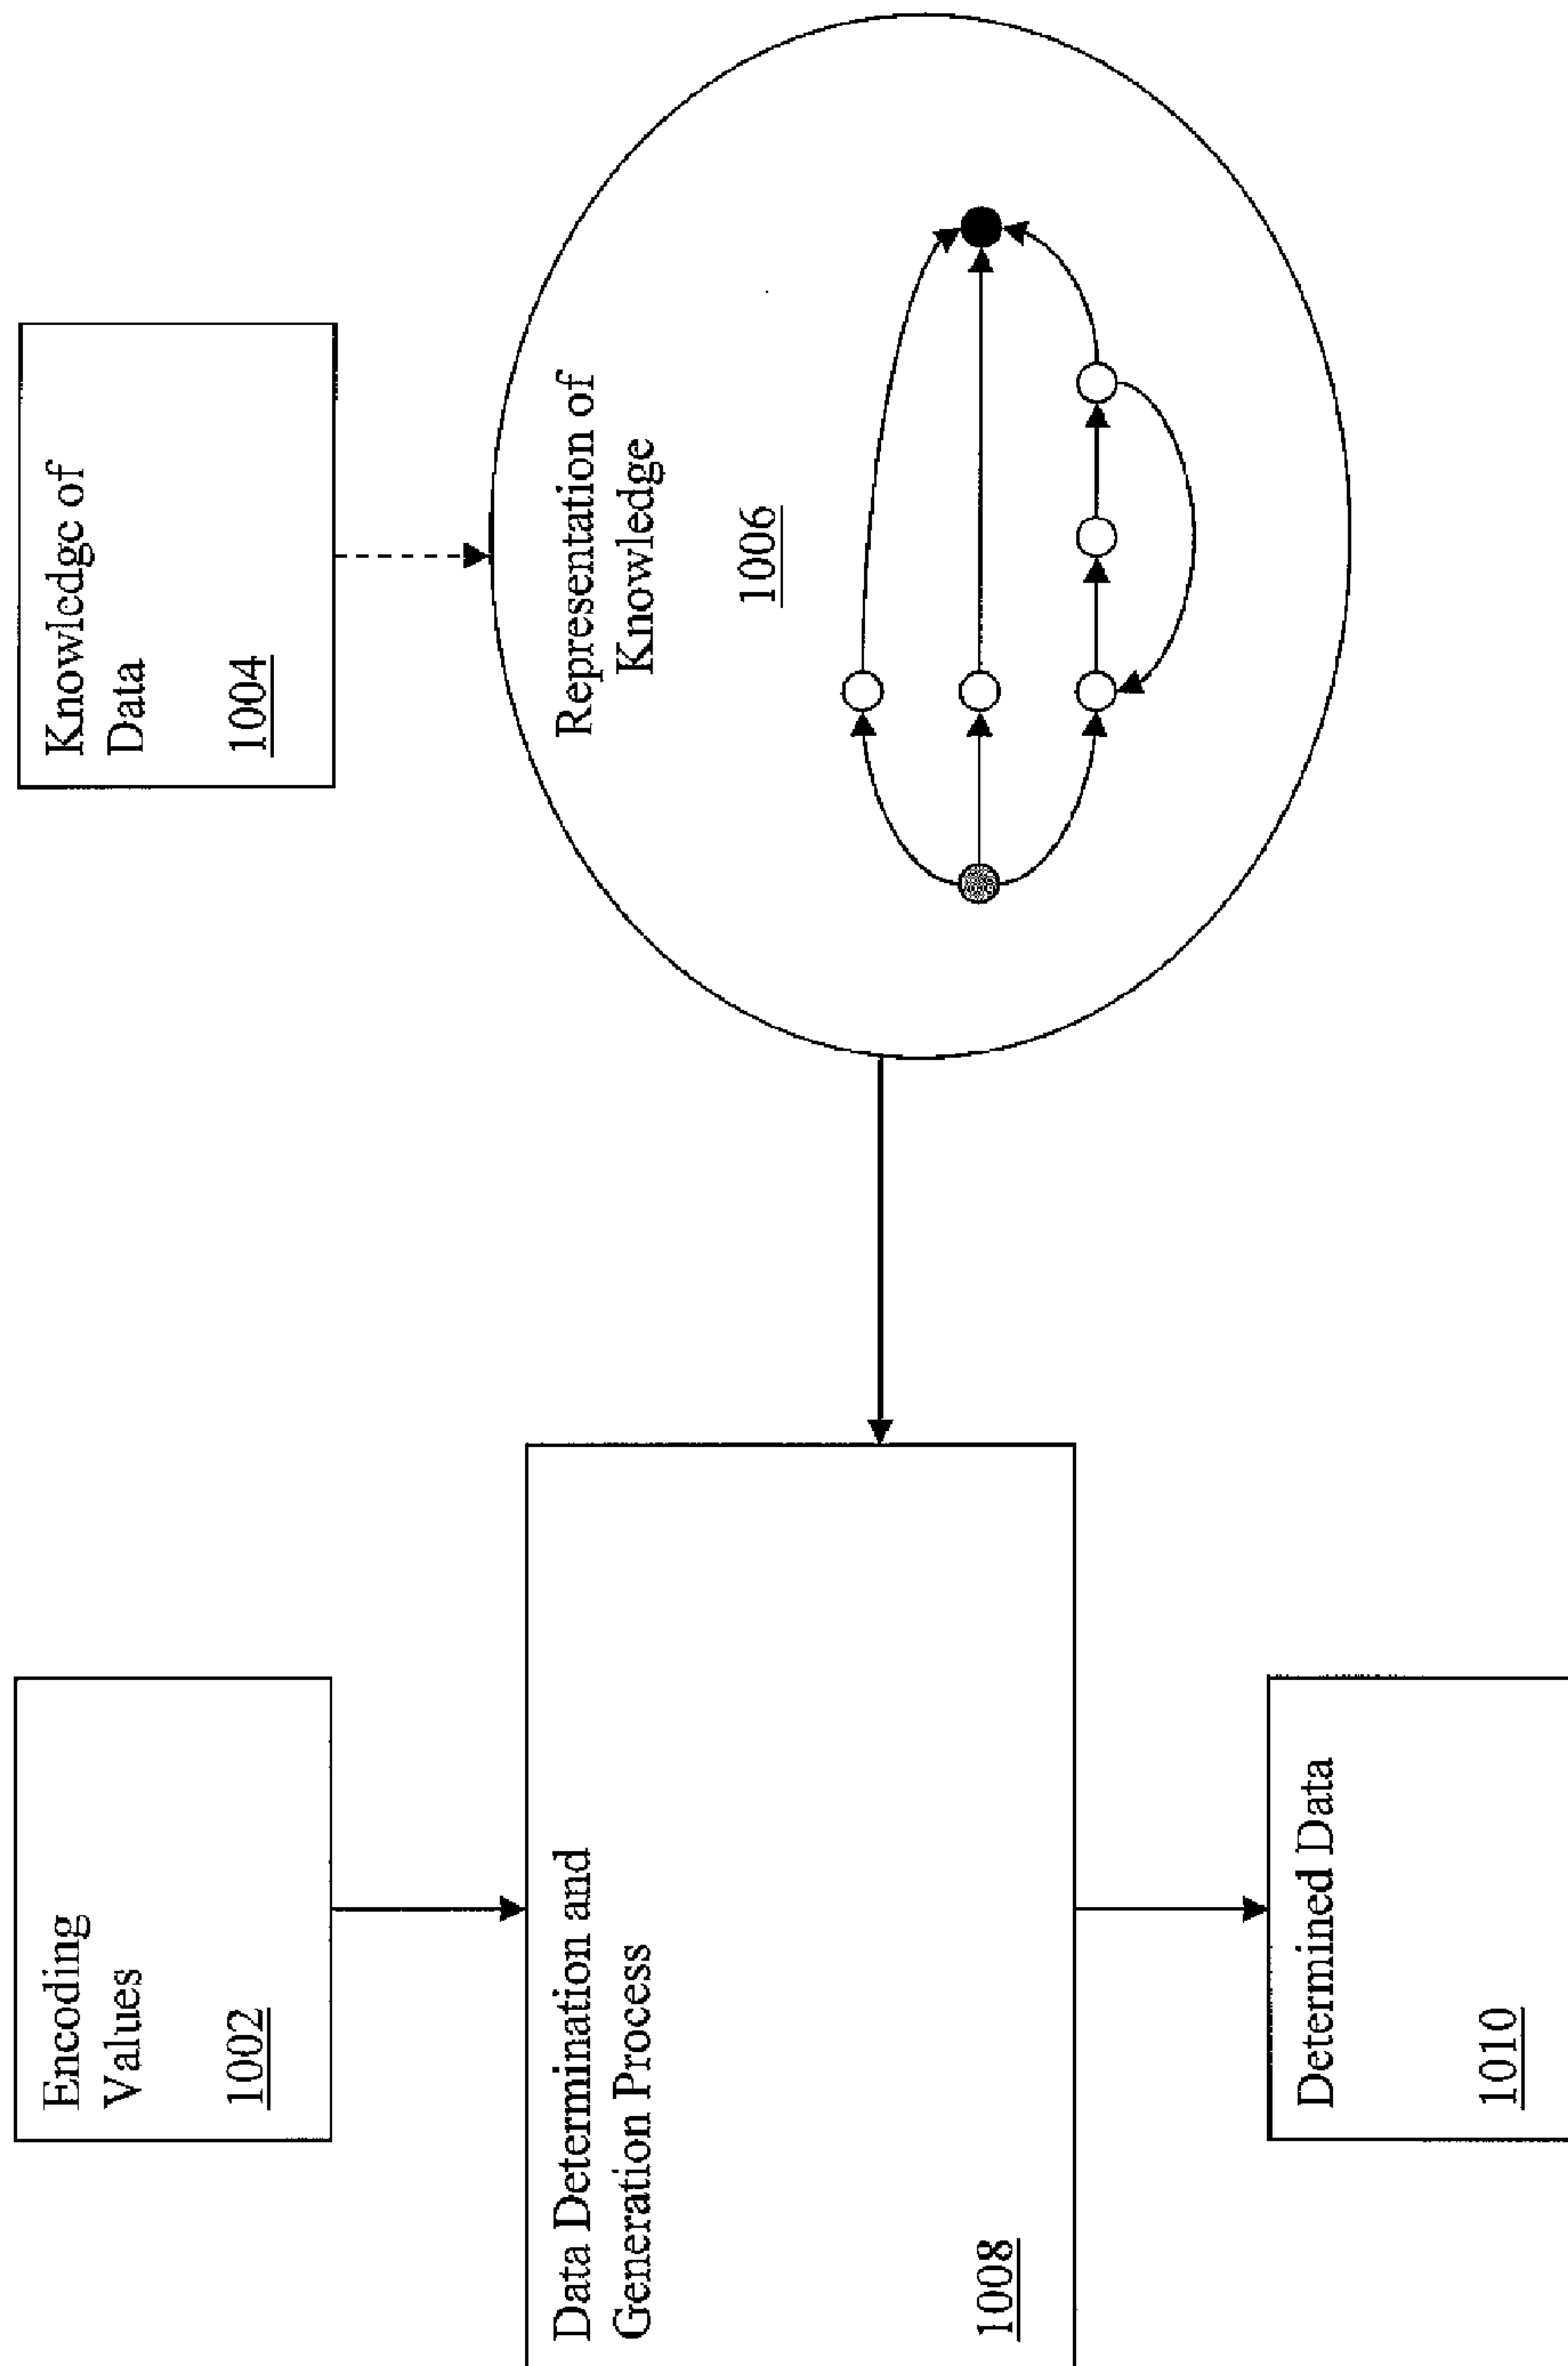 Encoding
Values
1002
Knowledge of
Data
1004
Data Determination and
Generation Process
1008
Representation of
Knowledge
1006
Determined Data
1010